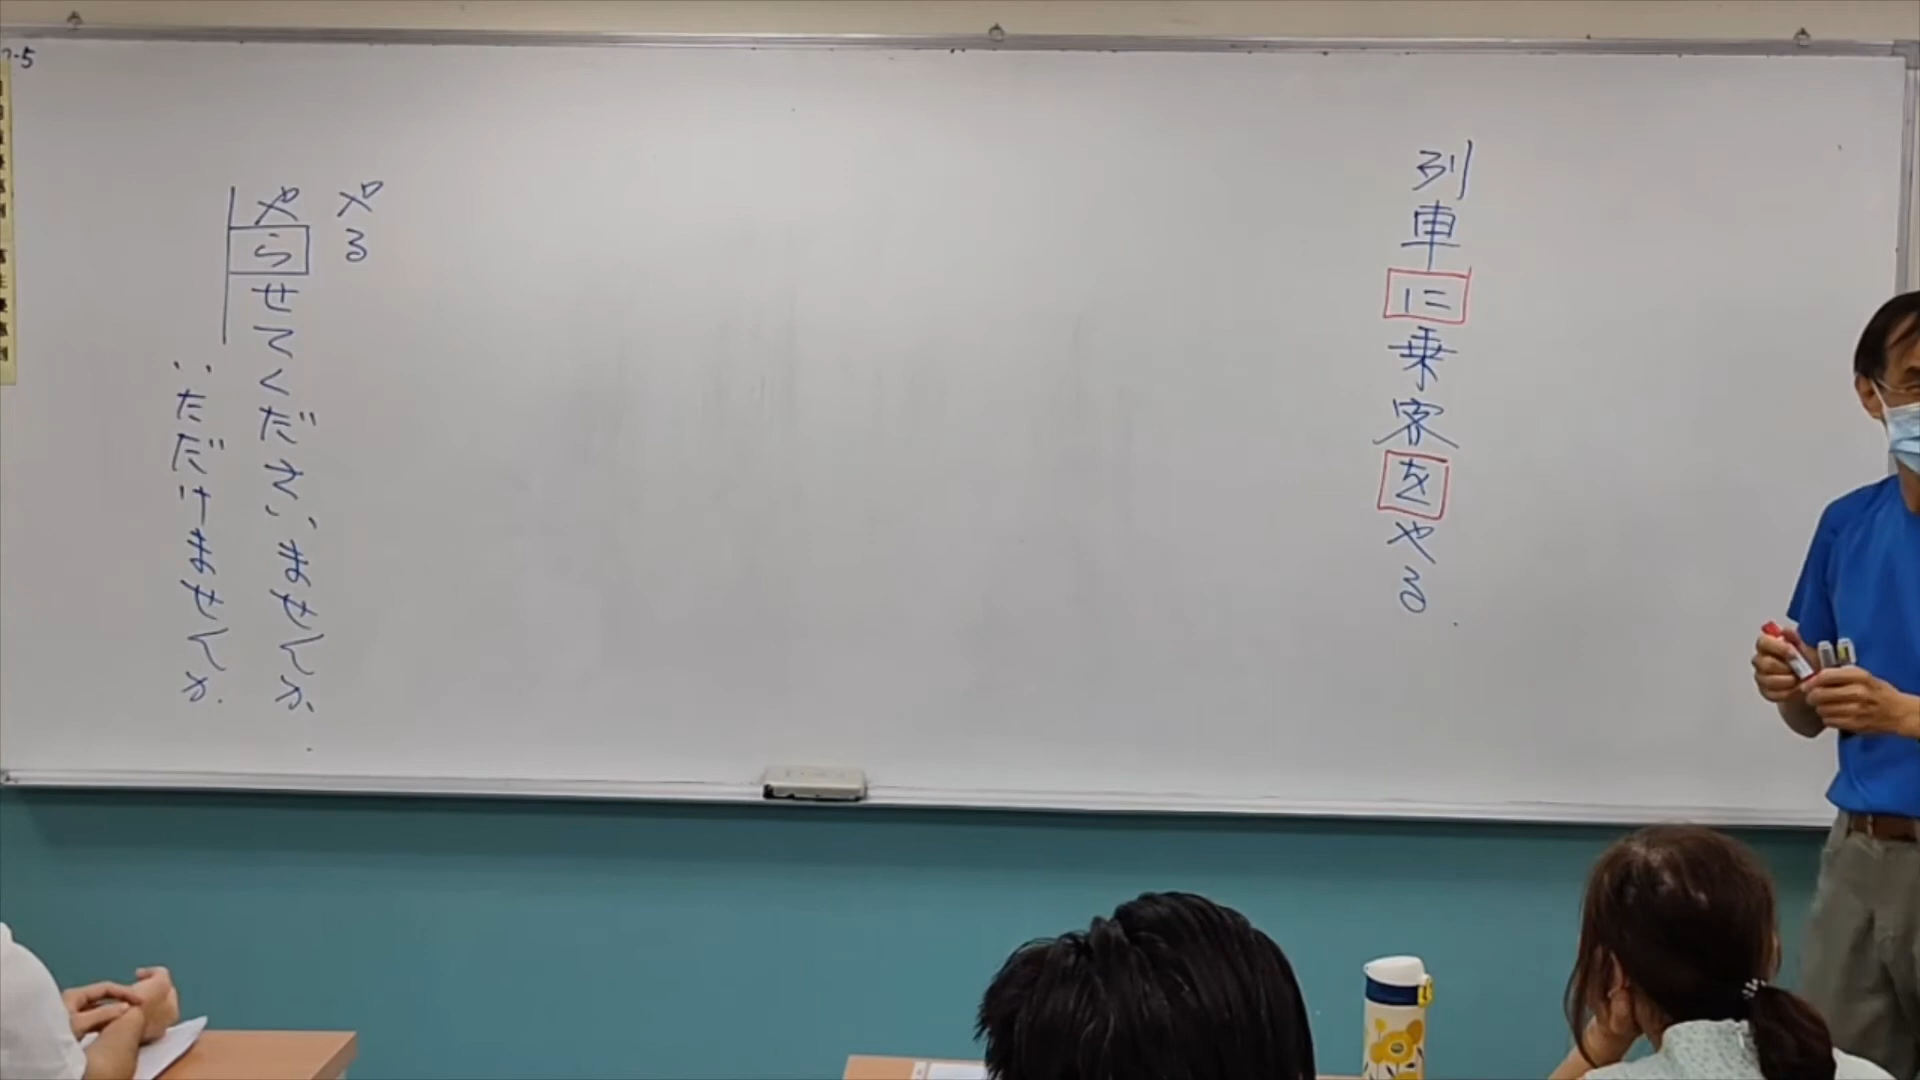 列車に乗客をやる
やる
やらせてくださいませんか
いただけませんか.